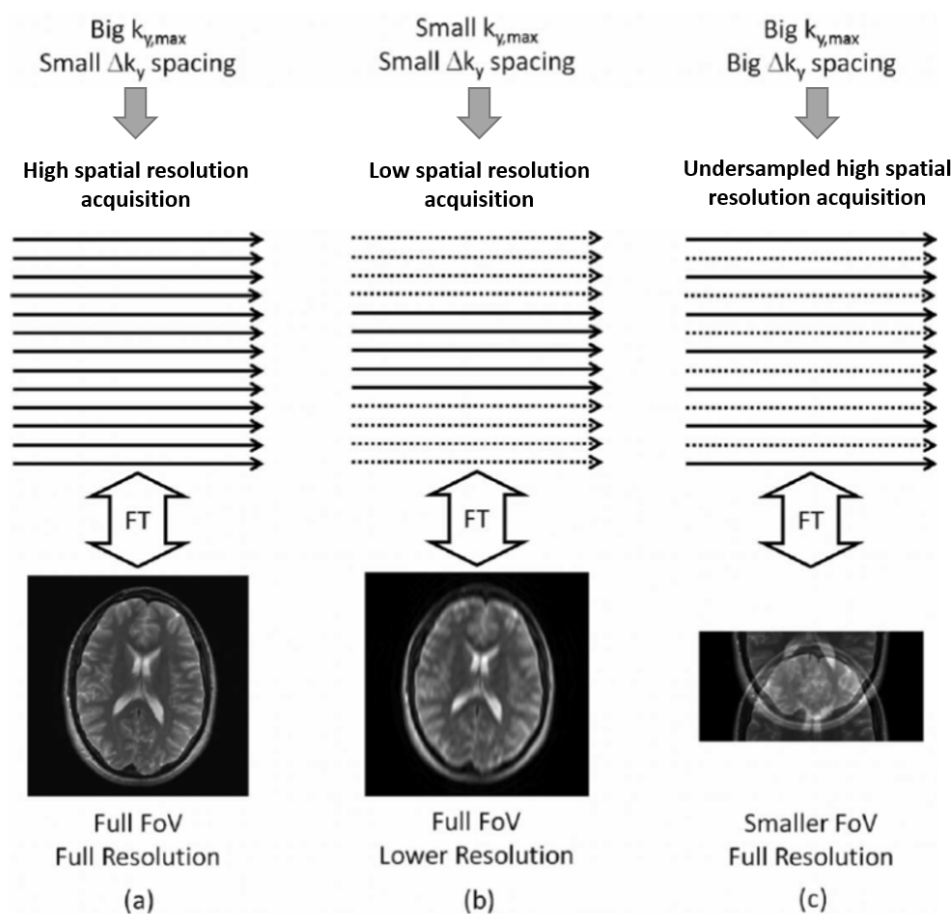 Big k_y,max
Small Δk_y spacing
High spatial resolution
acquisition
FT
Full FoV
Full Resolution
(a)
Small k_y,max
Small Δk_y spacing
Low spatial resolution
acquisition
FT
Full FoV
Lower Resolution
(b)
Big k_y,max
Big Δk_y spacing
Undersampled high spatial
resolution acquisition
FT
Smaller FoV
Full Resolution
(c)